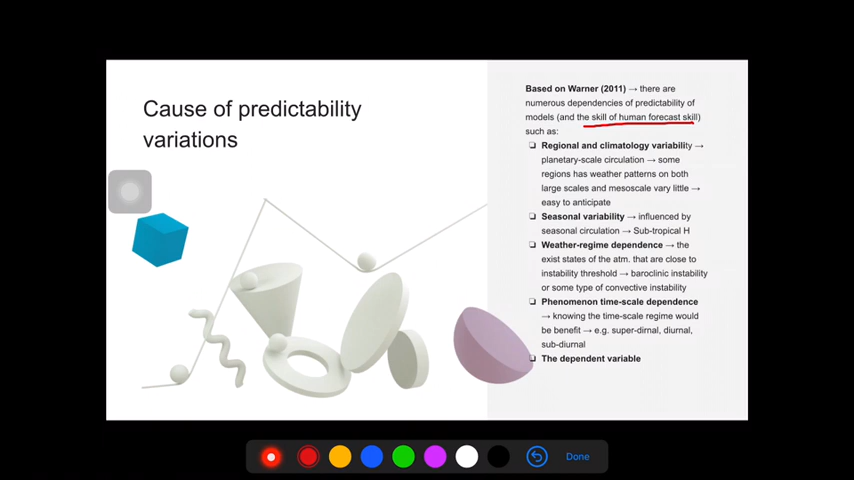 Cause of predictability
variations
Based on Warner (2011) → there are
numerous dependencies of predictability of
models (and the skill of human forecast skill)
such as:
❑ Regional and climatology variability →
planetary-scale circulation → some
regions has weather patterns on both
large scales and mesoscale vary little →
easy to anticipate
❑ Seasonal variability → influenced by
seasonal circulation → Sub-tropical H
❑ Weather-regime dependence → the
exist states of the atm. that are close to
instability threshold → baroclinic instability
or some type of convective instability
❑ Phenomenon time-scale dependence
→ knowing the time-scale regime would
be benefit → e.g. super-dirnal, diurnal,
sub-diurnal
❑ The dependent variable
Done